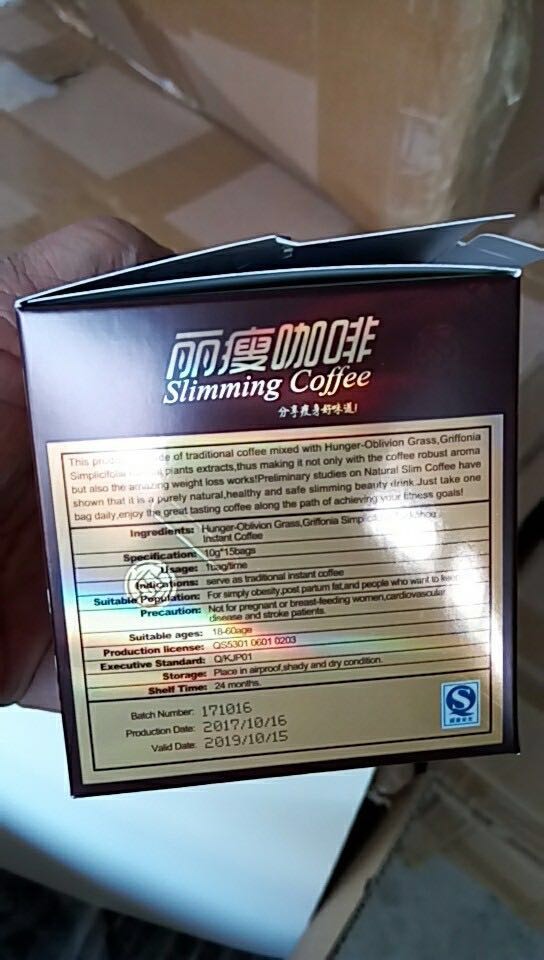 丽瘦咖啡
Slimming Coffee
分享瘦身好味道!
This de of traditional coffee mixed with Hunger-Oblivion Grass,Griffonia
plants extracts,thus making it not only with the coffee robust aroma
but also the amazing weight loss works!Preliminary studies on Natural Slim Coffee have
shown that it is a purely natural,healthy and safe slimming beauty drink.Just take one
bag daily,enjoy the great tasting coffee along the path of achieving your fitness goals!
Ingredients: Hunger-Oblivion Grass,Griffonia
Instant Coffee
Specification: 10g*15bags
Usage: 1bag/time
Indications: serve as traditional instant coffee
Suitable Population: For simply obesity,post partum fat,and people who want to
Precaution: Not for pregnant or breast-feeding women,cardiovascular
disease and stroke patients.
Suitable ages: 18-60age
Production license: QS5301 0601 0203
Executive Standard: Q/KJP01
Storage: Place in airproof,shady and dry condition.
Shelf Time: 24 months.
Batch Number: 171016
Production Date: 2017/10/16
Valid Date: 2019/10/15